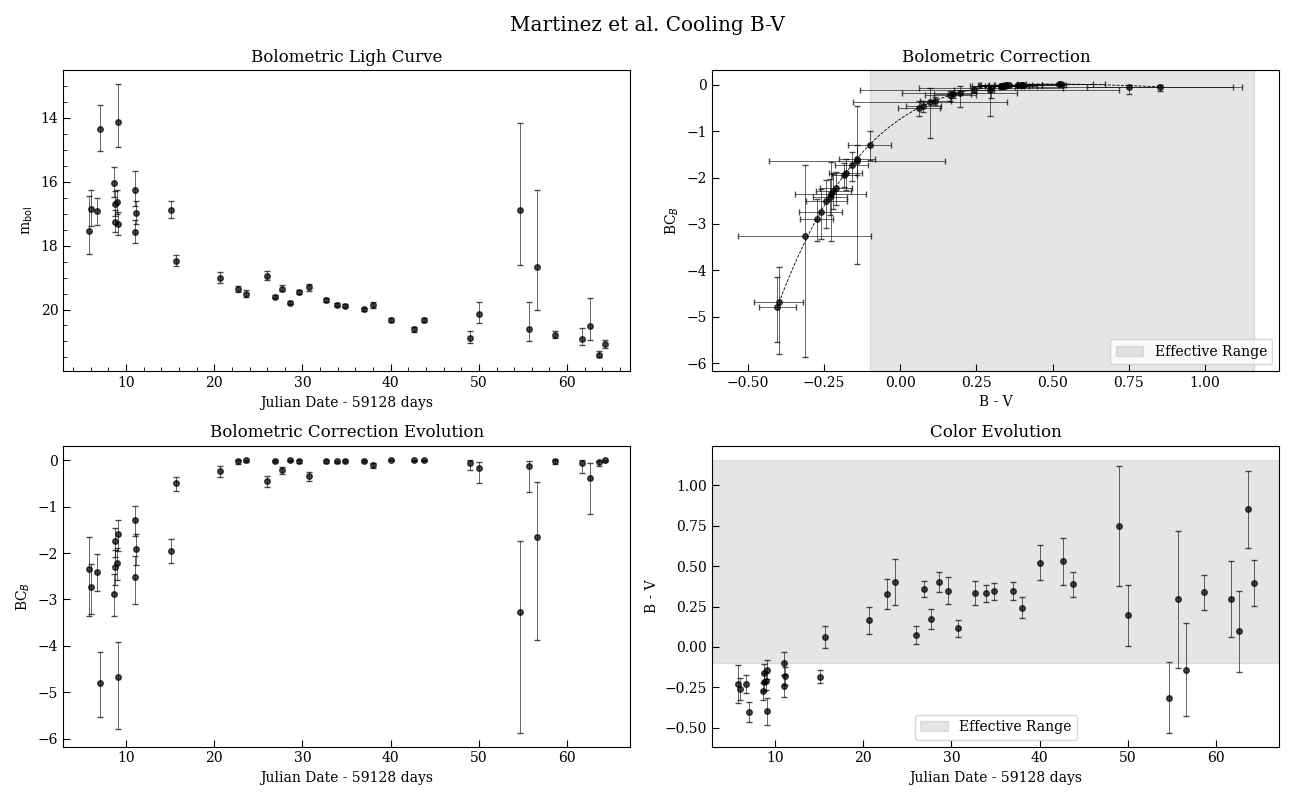 Martinez et al. Cooling B-V
Bolometric Ligh Curve
14
16
18
20
m_bol
10 20 30 40 50 60
Julian Date - 59128 days
Bolometric Correction
0
−1
−2
−3
−4
−5
−6
BC_B
Effective Range
−0.50 −0.25 0.00 0.25 0.50 0.75 1.00
B - V
Bolometric Correction Evolution
0
−1
−2
−3
−4
−5
−6
BC_B
10 20 30 40 50 60
Julian Date - 59128 days
Color Evolution
1.00
0.75
0.50
0.25
0.00
−0.25
−0.50
B - V
Effective Range
10 20 30 40 50 60
Julian Date - 59128 days